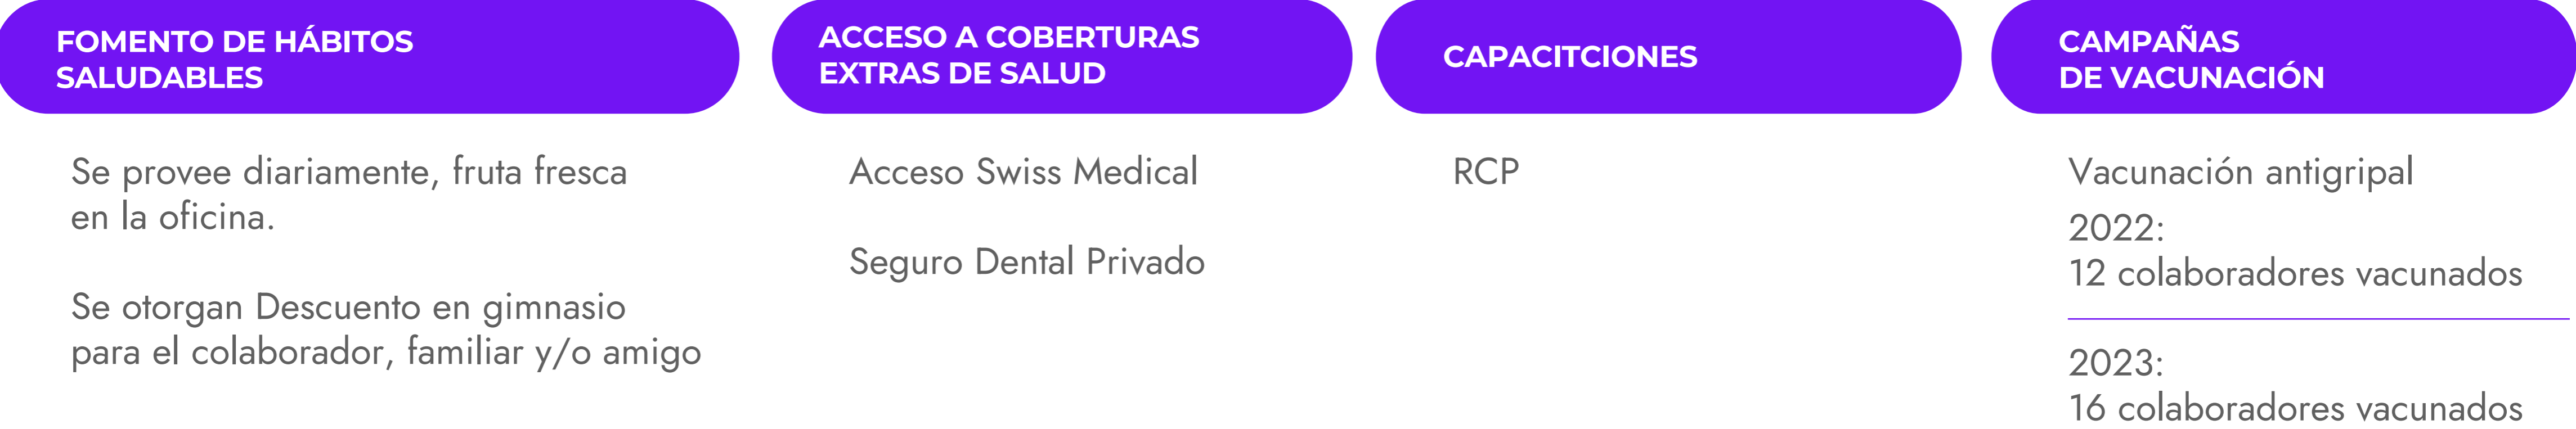 FOMENTO DE HÁBITOS
SALUDABLES
Se provee diariamente, fruta fresca
en la oficina.
Se otorgan Descuento en gimnasio
para el colaborador, familiar y/o amigo
ACCESO A COBERTURAS
EXTRAS DE SALUD
Acceso Swiss Medical
Seguro Dental Privado
CAPACITCIONES
RCP
CAMPAÑAS
DE VACUNACIÓN
Vacunación antigripal
2022:
12 colaboradores vacunados
2023:
16 colaboradores vacunados